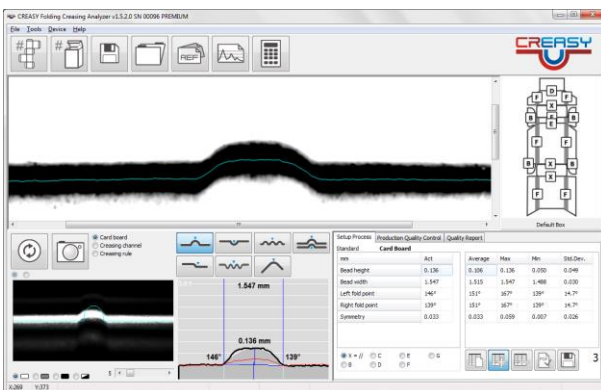 CREASY Folding Creasing Analyzer v1.5.2.0 SN 00096 PREMIUM
File Tools Device Help
# # REF
CREASY
D
F F
X
B F F B
E
F F
X
B B
X
F F
Default Box
Card board
Creasing channel
Creasing rule
1.547 mm
0.136 mm
146° 139°
5
Setup Process Production Quality Control Quality Report
Standard Card Board
mm Act Average Max Min Std.Dev.
Bead height 0.136 0.106 0.136 0.050 0.049
Bead width 1.547 1.515 1.547 1.488 0.030
Left fold point 146° 151° 167° 139° 14.7°
Right fold point 139° 151° 167° 139° 14.7°
Symmetry 0.033 0.033 0.059 0.007 0.026
X = // C E G
B D F
3
X:269 Y:373